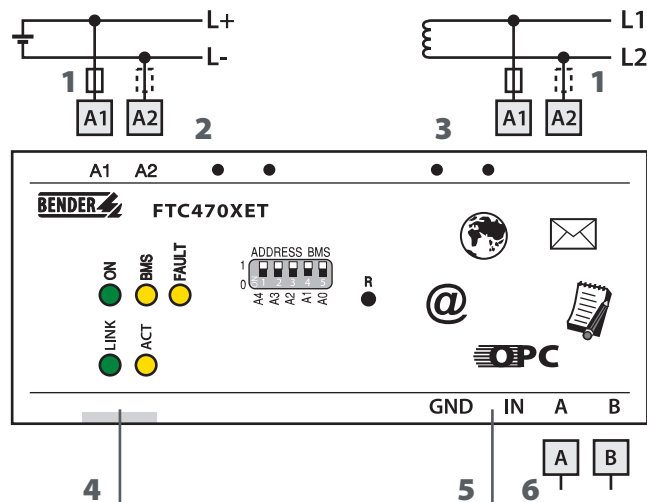 L+
L-
1
A1 A2
2
L1
L2
3
1
A1 A2
A1 A2
BENDER
FTC470XET
ON BMS FAULT
LINK ACT
ADDRESS BMS
1
0
1 2 3 4 5
A4 A3 A2 A1 A0
R
@
OPC
GND IN A B
4
5
6
A B